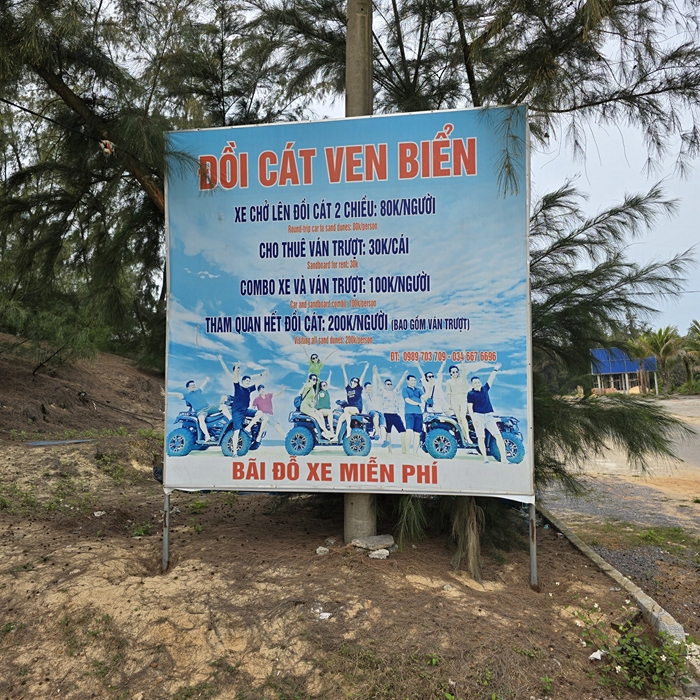 ĐỒI CÁT VEN BIỂN
XE CHỞ LÊN ĐỒI CÁT 2 CHIỀU: 80K/NGƯỜI
Round-trip car to sand dunes: 80k/person
CHO THUÊ VÁN TRƯỢT: 30K/CÁI
Sandboard for rent: 30k
COMBO XE VÀ VÁN TRƯỢT: 100K/NGƯỜI
Car and sandboard combo: 100k/person
THAM QUAN HẾT ĐỒI CÁT: 200K/NGƯỜI (BAO GỒM VÁN TRƯỢT)
Visiting all sand dunes: 200k/person
ĐT: 0989 703 709 - 034 667 6696
BÃI ĐỖ XE MIỄN PHÍ